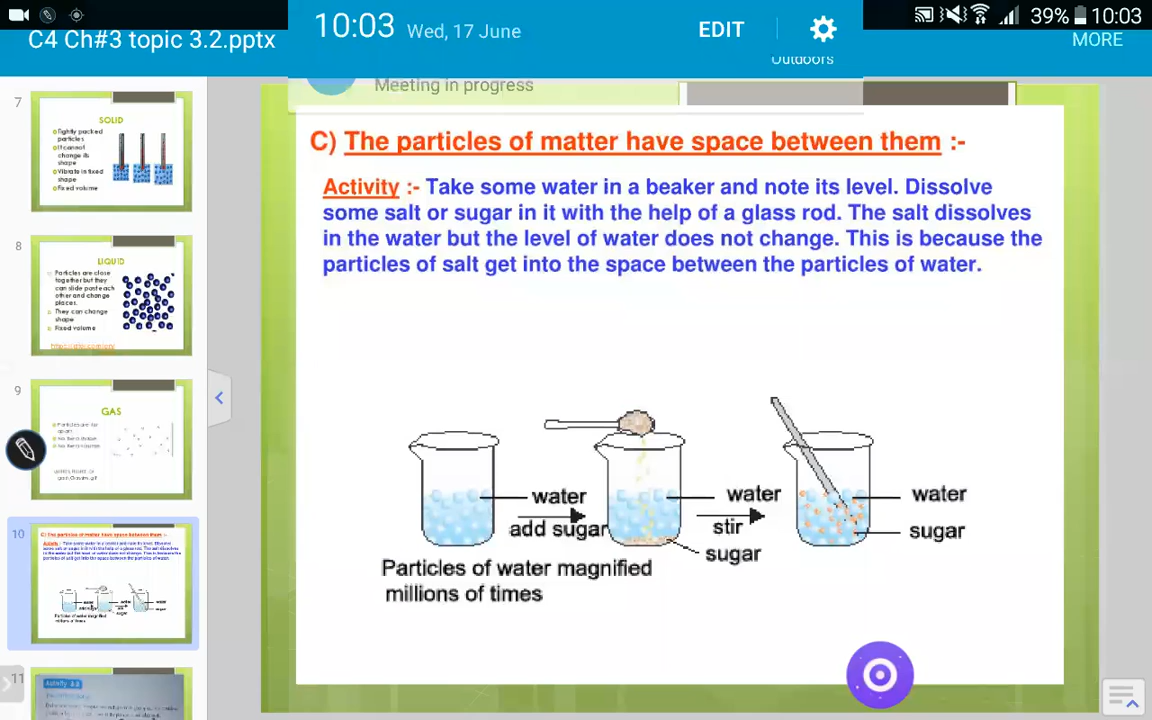 39% 10:03
C4 Ch#3 topic 3.2.pptx
10:03 Wed, 17 June
EDIT
MORE
Outdoors
Meeting in progress
7
SOLID
Tightly packed
particles
It cannot
change its
shape
Vibrate in fixed
shape
Fixed volume
8
LIQUID
Particles are close
together but they
can slide past each
other and change
places.
They can change
shape
Fixed volume
9
GAS
10
C) The particles of matter have space between them :-
Activity :- Take some water in a beaker and note its level. Dissolve
some salt or sugar in it with the help of a glass rod. The salt dissolves
in the water but the level of water does not change. This is because the
particles of salt get into the space between the particles of water.
water
add sugar
water
stir
sugar
water
sugar
Particles of water magnified
millions of times
11